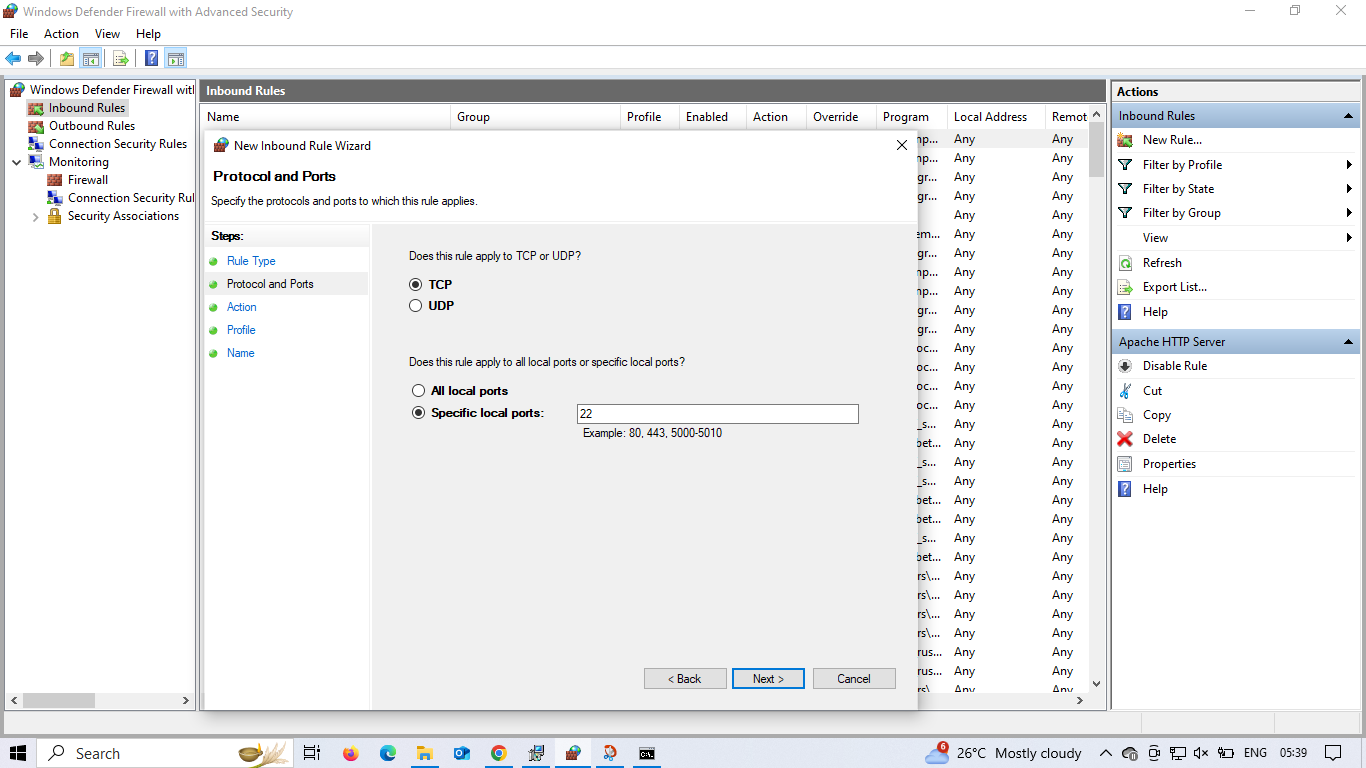 Windows Defender Firewall with Advanced Security
File Action View Help
Windows Defender Firewall wit
Inbound Rules
Outbound Rules
Connection Security Rules
Monitoring
Firewall
Connection Security Rul
Security Associations
Inbound Rules
Name Group Profile Enabled Action Override Program Local Address Remot
New Inbound Rule Wizard
Protocol and Ports
Specify the protocols and ports to which this rule applies.
Steps:
Rule Type
Protocol and Ports
Action
Profile
Name
Does this rule apply to TCP or UDP?
TCP
UDP
Does this rule apply to all local ports or specific local ports?
All local ports
Specific local ports: 22
Example: 80, 443, 5000-5010
< Back Next > Cancel
mp... Any Any
mp... Any Any
gr... Any Any
gr... Any Any
Any Any
em... Any Any
gr... Any Any
mp... Any Any
mp... Any Any
gr... Any Any
gr... Any Any
oc... Any Any
oc... Any Any
oc... Any Any
oc... Any Any
_s... Any Any
bet... Any Any
_s... Any Any
_s... Any Any
bet... Any Any
bet... Any Any
_s... Any Any
bet... Any Any
rs\... Any Any
rs\... Any Any
rs\... Any Any
rs\... Any Any
rus... Any Any
rus... Any Any
rs\... Any Any
Actions
Inbound Rules
New Rule...
Filter by Profile
Filter by State
Filter by Group
View
Refresh
Export List...
Help
Apache HTTP Server
Disable Rule
Cut
Copy
Delete
Properties
Help
Search
6 26°C Mostly cloudy ENG 05:39